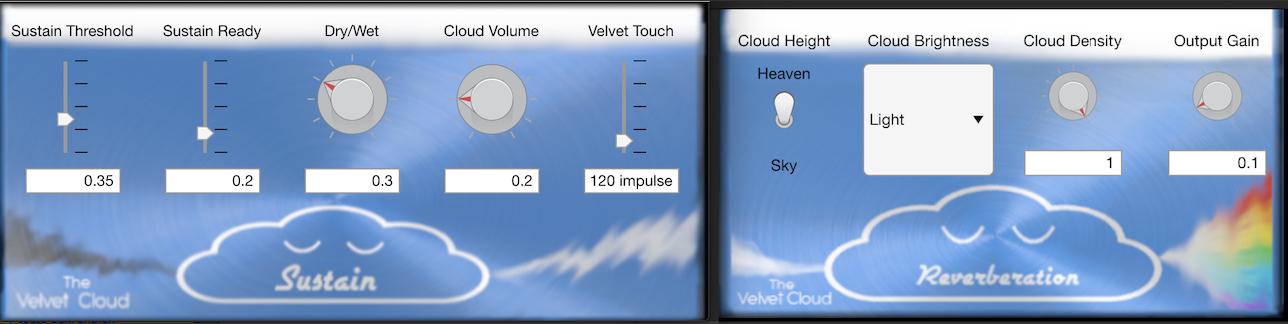 Sustain Threshold
Sustain Ready
Dry/Wet
Cloud Volume
Velvet Touch
0.35
0.2
0.3
0.2
120 impulse
Sustain
The
Velvet Cloud
Cloud Height
Cloud Brightness
Cloud Density
Output Gain
Heaven
Light
Sky
1
0.1
Reverberation
The
Velvet Cloud